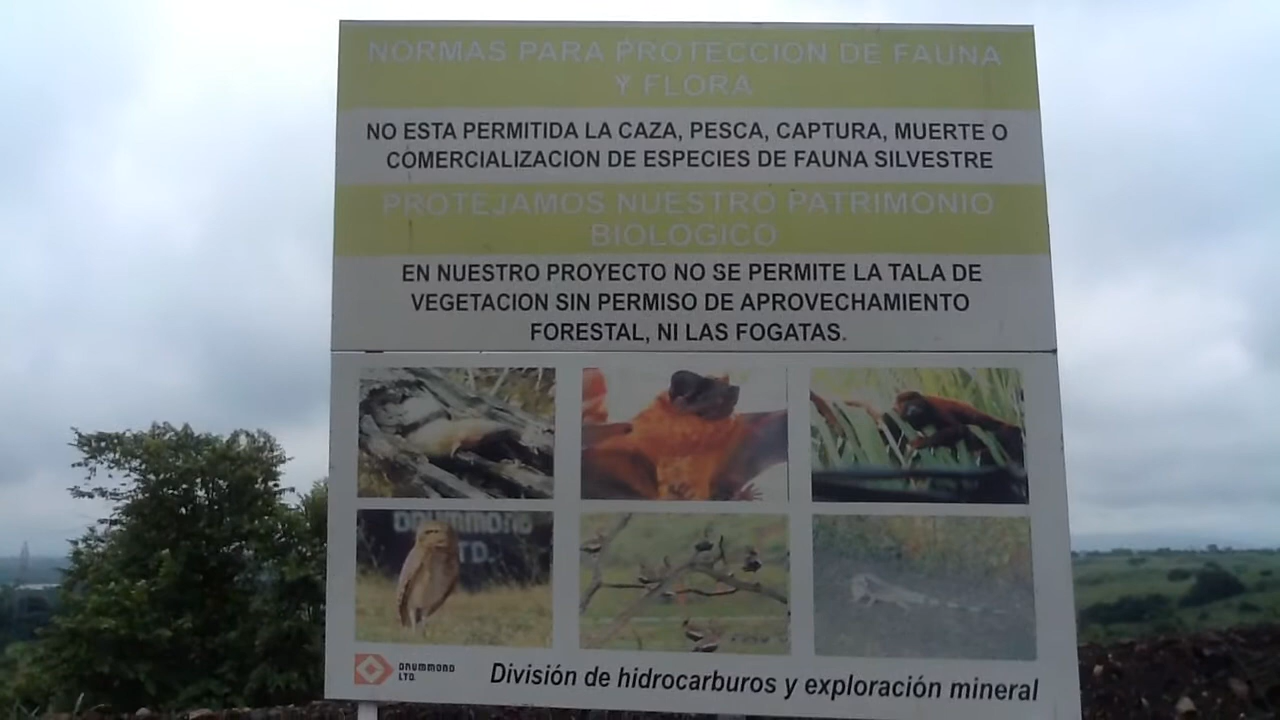 NORMAS PARA PROTECCION DE FAUNA
Y FLORA
NO ESTA PERMITIDA LA CAZA, PESCA, CAPTURA, MUERTE O
COMERCIALIZACION DE ESPECIES DE FAUNA SILVESTRE
PROTEJAMOS NUESTRO PATRIMONIO
BIOLOGICO
EN NUESTRO PROYECTO NO SE PERMITE LA TALA DE
VEGETACION SIN PERMISO DE APROVECHAMIENTO
FORESTAL, NI LAS FOGATAS.
DRUMMOND
LTD.
DRUMMOND
LTD.
División de hidrocarburos y exploración mineral